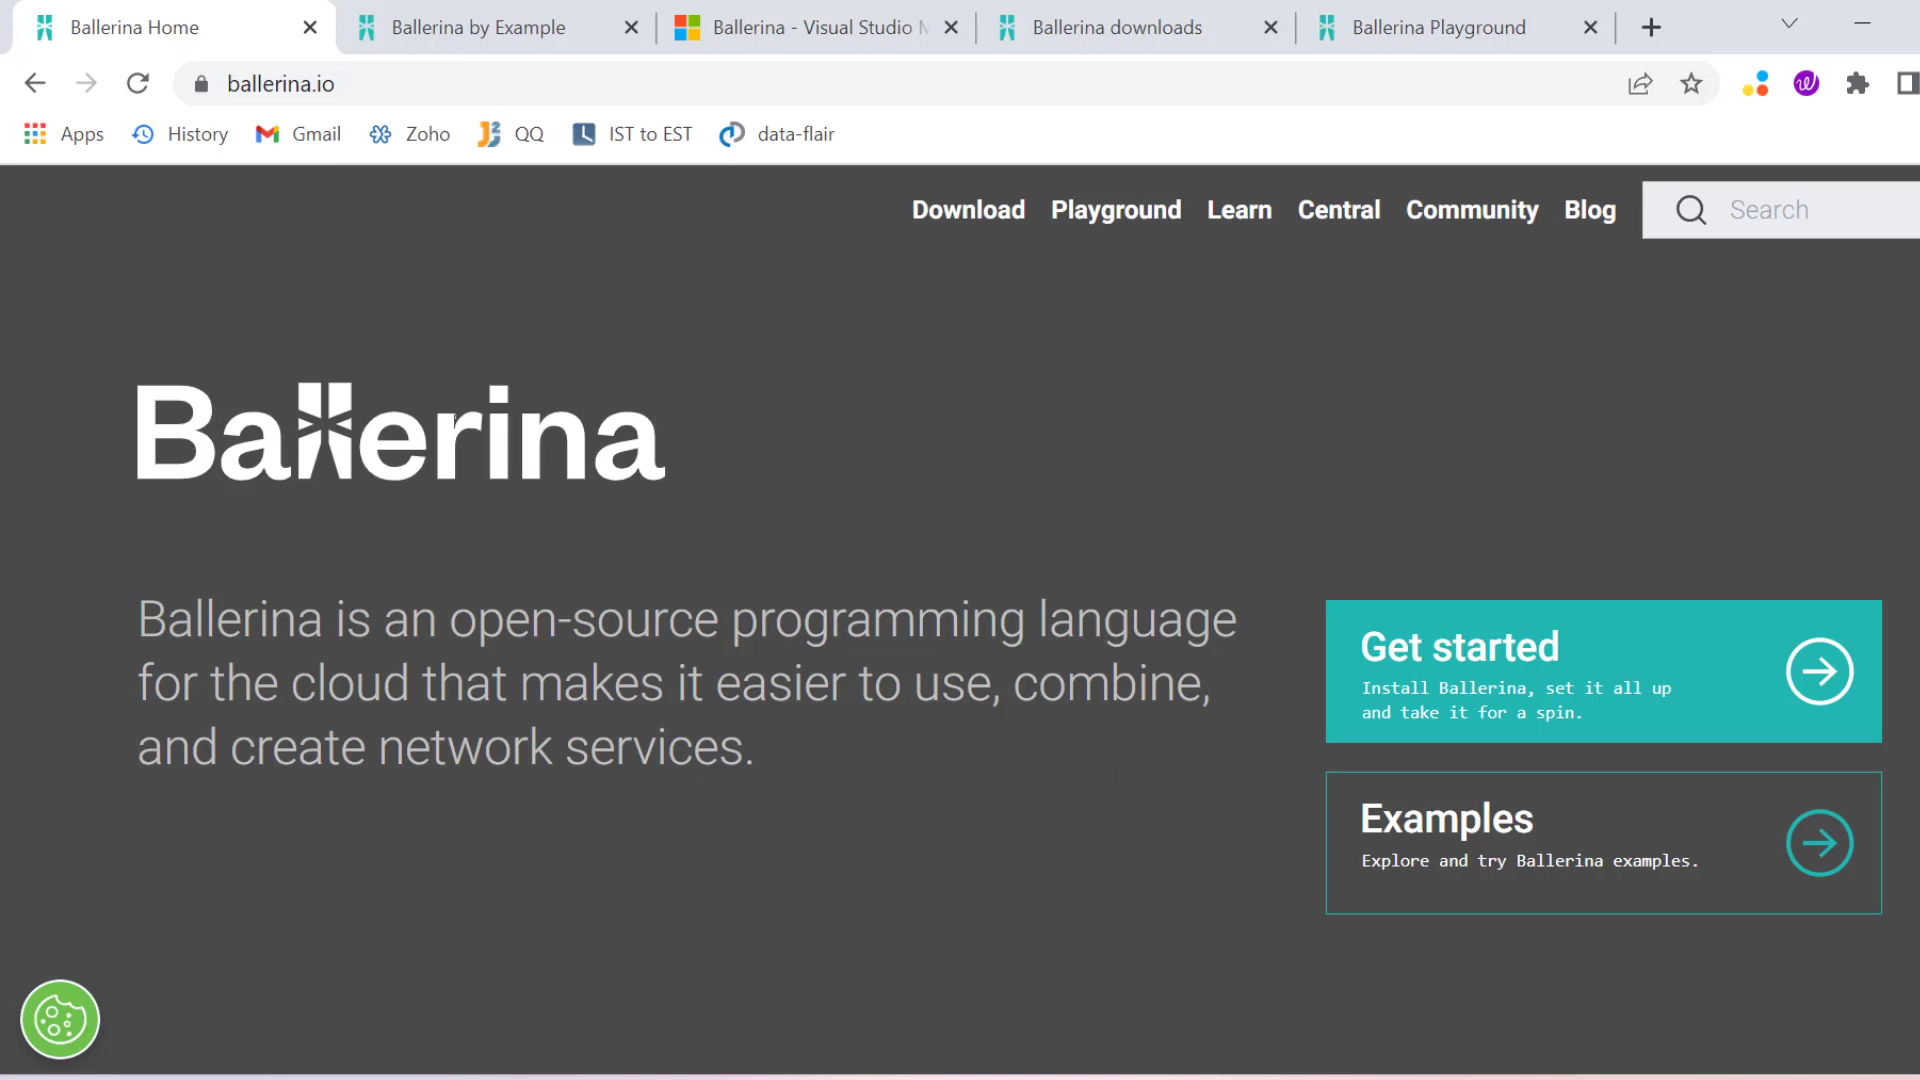 Ballerina Home
Ballerina by Example
Ballerina - Visual Studio
Ballerina downloads
Ballerina Playground
ballerina.io
Apps
History
Gmail
Zoho
QQ
IST to EST
data-flair
Download Playground Learn Central Community Blog
Search
Ballerina
Ballerina is an open-source programming language
for the cloud that makes it easier to use, combine,
and create network services.
Get started
Install Ballerina, set it all up
and take it for a spin.
Examples
Explore and try Ballerina examples.